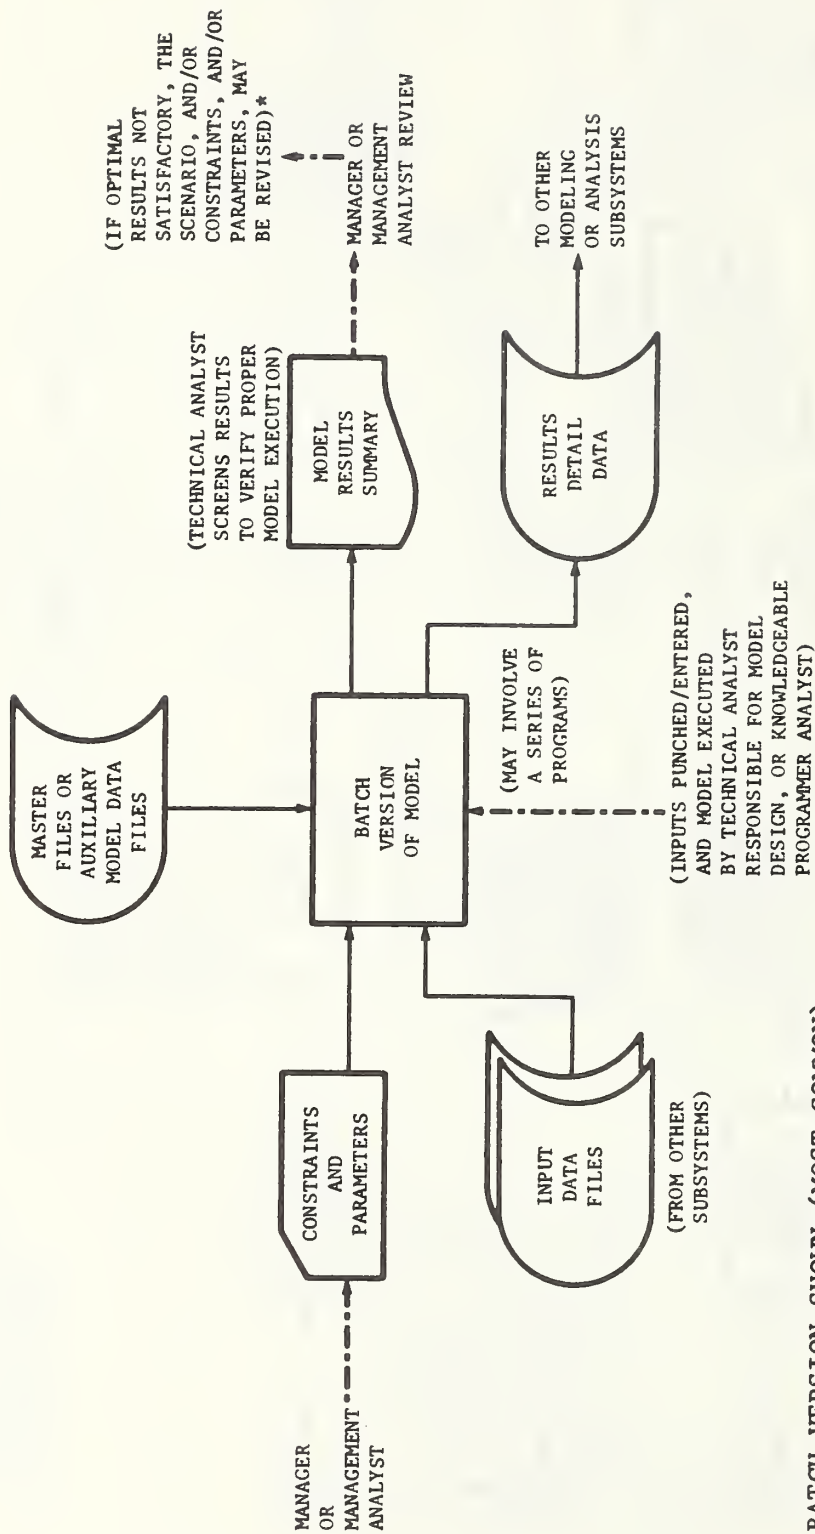 MANAGER
OR
MANAGEMENT
ANALYST
CONSTRAINTS
AND
PARAMETERS
INPUT
DATA
FILES
(FROM OTHER
SUBSYSTEMS)
MASTER
FILES OR
AUXILIARY
MODEL DATA
FILES
BATCH
VERSION
OF MODEL
(MAY INVOLVE
A SERIES OF
PROGRAMS)
(INPUTS PUNCHED/ENTERED,
AND MODEL EXECUTED
BY TECHNICAL ANALYST
RESPONSIBLE FOR MODEL
DESIGN, OR KNOWLEDGEABLE
PROGRAMMER ANALYST)
(TECHNICAL ANALYST
SCREENS RESULTS
TO VERIFY PROPER
MODEL EXECUTION)
MODEL
RESULTS
SUMMARY
RESULTS
DETAIL
DATA
(IF OPTIMAL
RESULTS NOT
SATISFACTORY, THE
SCENARIO, AND/OR
CONSTRAINTS, AND/OR
PARAMETERS, MAY
BE REVISED)*
MANAGER OR
MANAGEMENT
ANALYST REVIEW
TO OTHER
MODELING
OR ANALYSIS
SUBSYSTEMS
BATCH VERSION SHOWN (MOST COMMON)